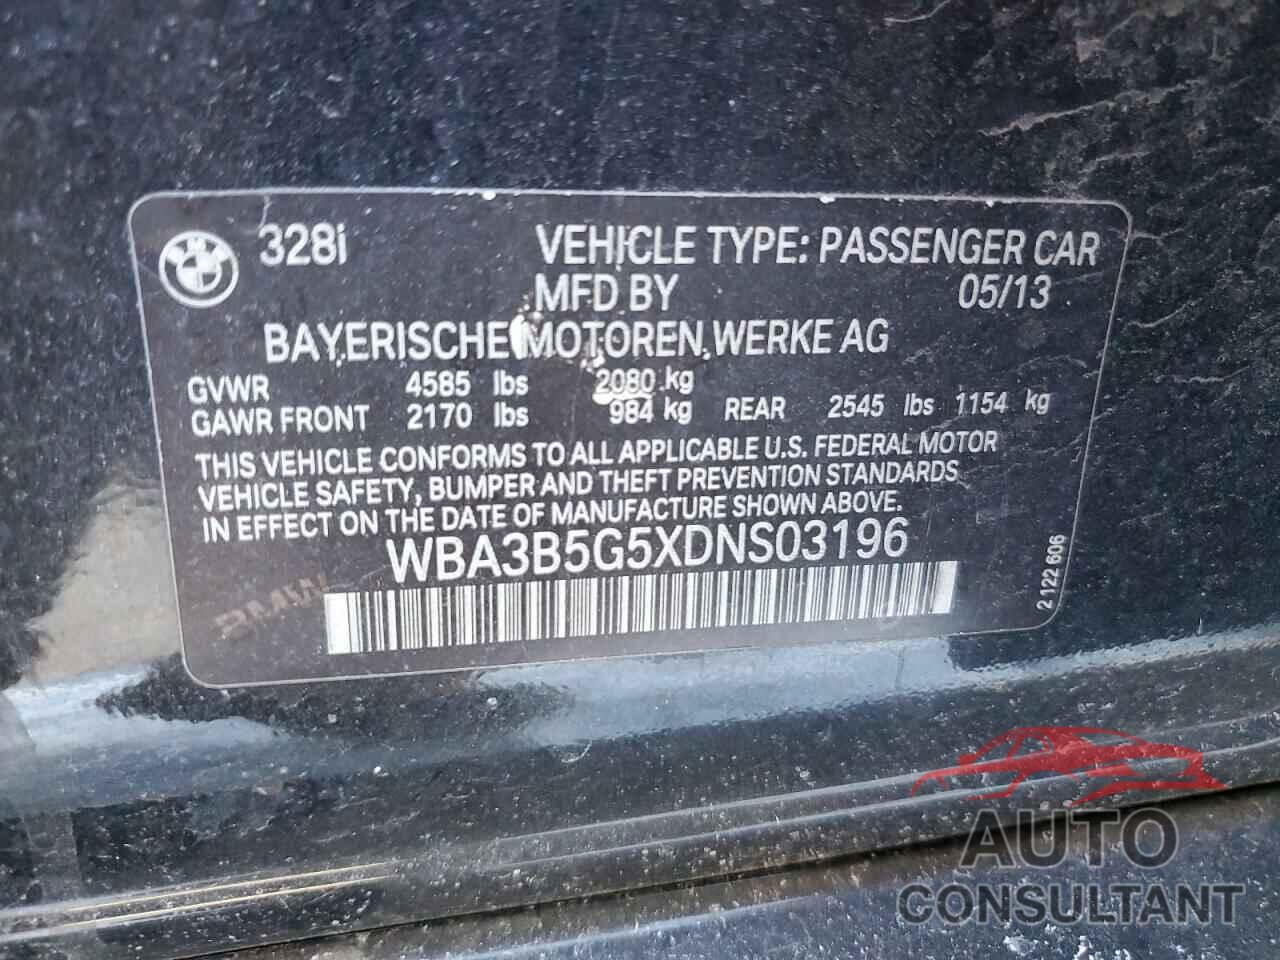 328i
VEHICLE TYPE: PASSENGER CAR
MFD BY 05/13
BAYERISCHE MOTOREN WERKE AG
GVWR 4585 lbs 2080 kg
GAWR FRONT 2170 lbs 984 kg REAR 2545 lbs 1154 kg
THIS VEHICLE CONFORMS TO ALL APPLICABLE U.S. FEDERAL MOTOR
VEHICLE SAFETY, BUMPER AND THEFT PREVENTION STANDARDS
IN EFFECT ON THE DATE OF MANUFACTURE SHOWN ABOVE.
WBA3B5G5XDNS03196
2 122 606
BMW
AUTO
CONSULTANT